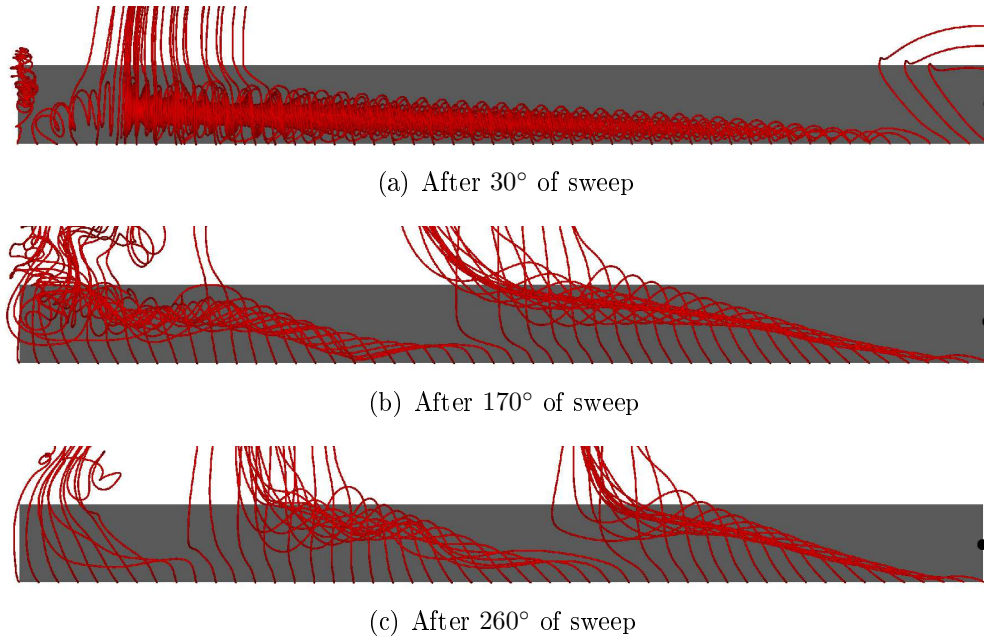 (a) After 30° of sweep
(b) After 170° of sweep
(c) After 260° of sweep